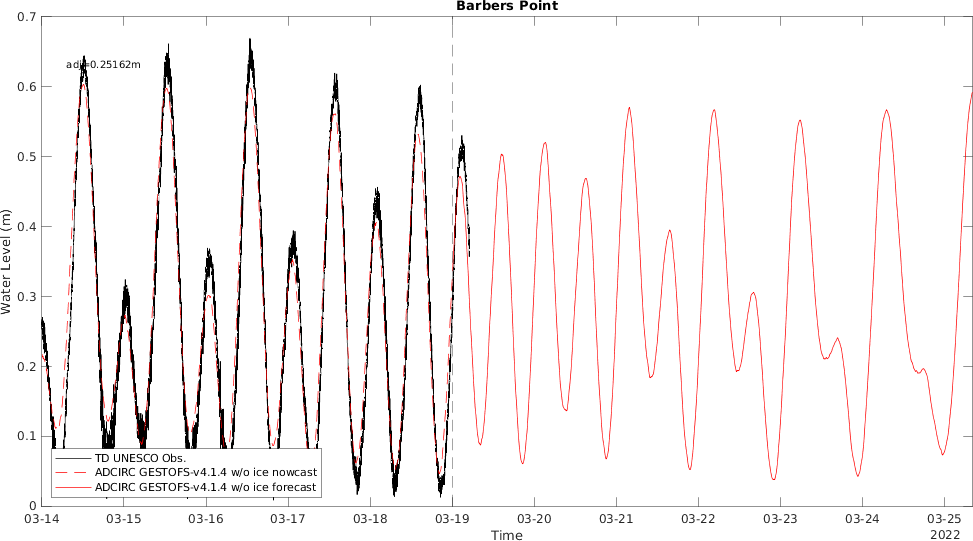 Barbers Point
0.7
adj=0.25162m
0.6
0.5
0.4
0.3
0.2
0.1
0
Water Level (m)
TD UNESCO Obs.
ADCIRC GESTOFS-v4.1.4 w/o ice nowcast
ADCIRC GESTOFS-v4.1.4 w/o ice forecast
03-14 03-15 03-16 03-17 03-18 03-19 03-20 03-21 03-22 03-23 03-24 03-25
Time 2022